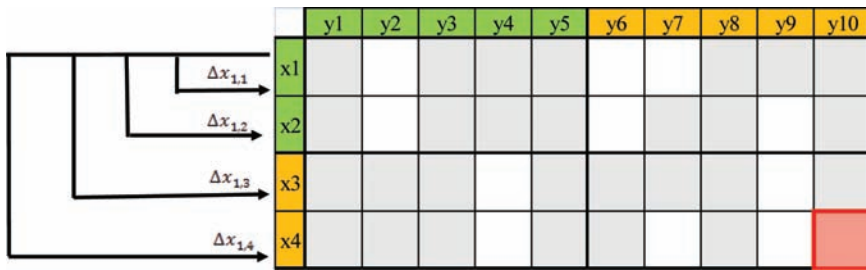 y1 y2 y3 y4 y5 y6 y7 y8 y9 y10
Δx1,1 x1
Δx1,2 x2
Δx1,3 x3
Δx1,4 x4